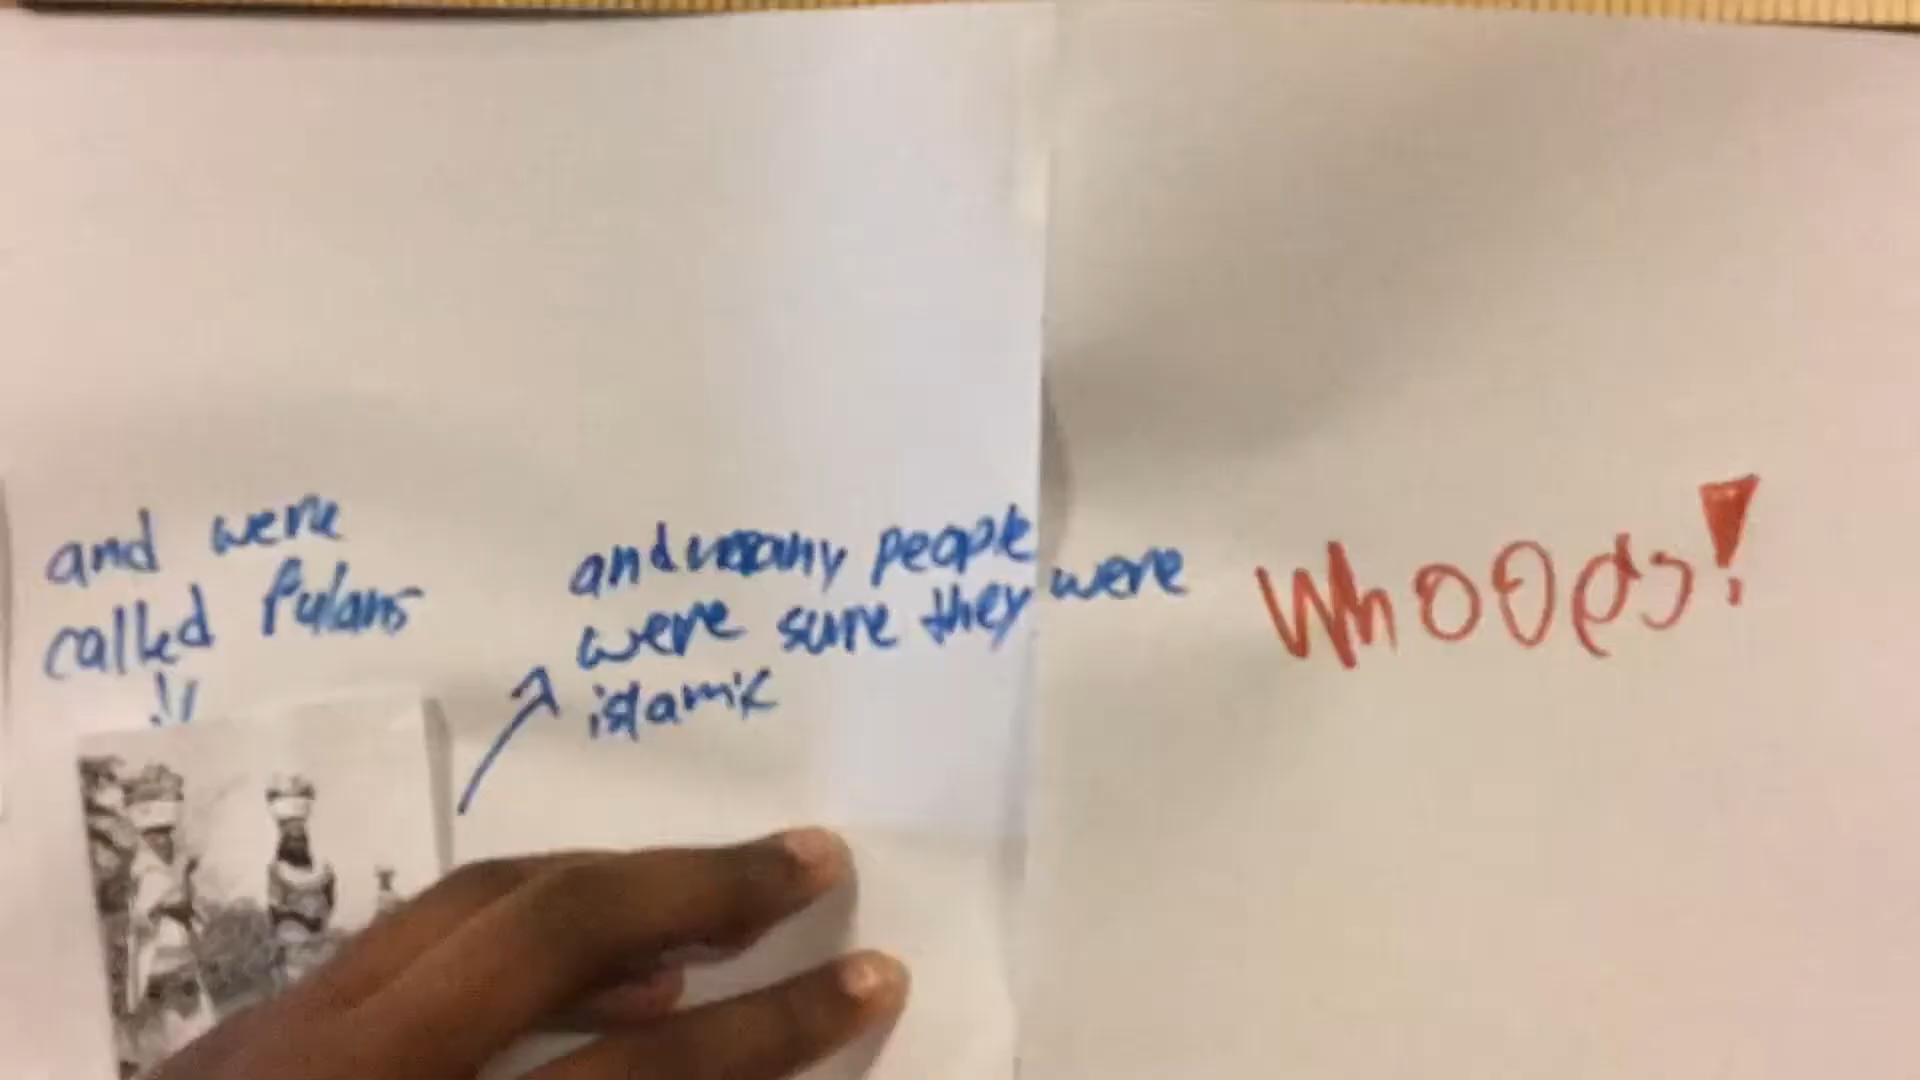 and were
called fulans
!!
and many people
were sure they were
islamic
WhoOps!